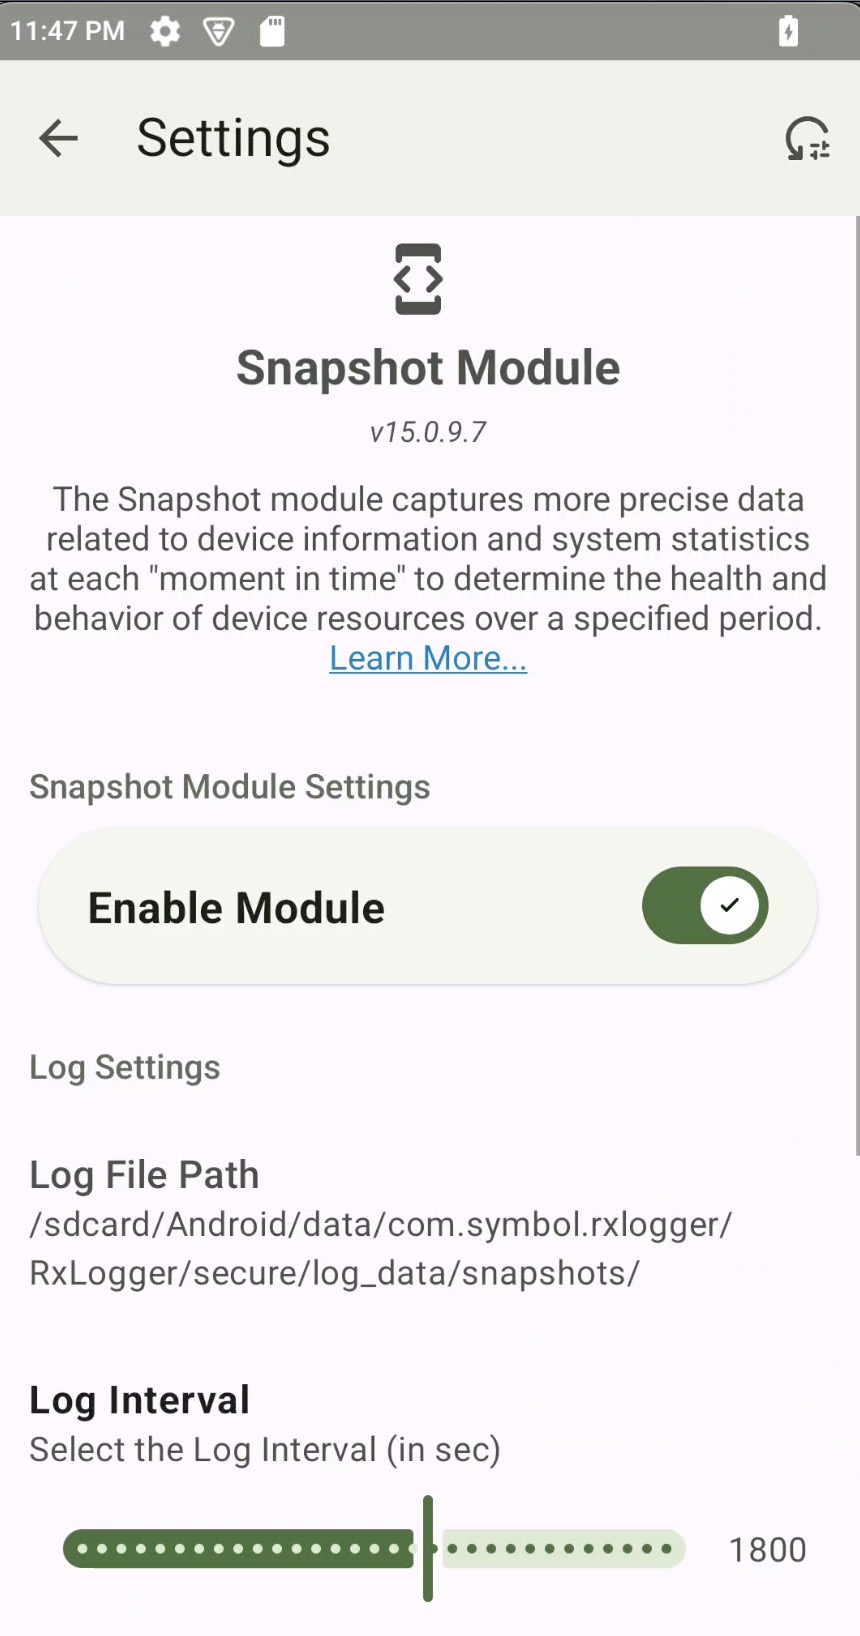 11:47 PM
Settings
Snapshot Module
v15.0.9.7
The Snapshot module captures more precise data
related to device information and system statistics
at each "moment in time" to determine the health and
behavior of device resources over a specified period.
Learn More...
Snapshot Module Settings
Enable Module
Log Settings
Log File Path
/sdcard/Android/data/com.symbol.rxlogger/
RxLogger/secure/log_data/snapshots/
Log Interval
Select the Log Interval (in sec)
1800